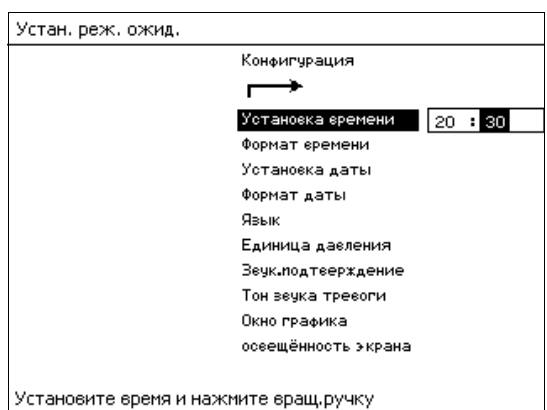 Устан. реж. ожид.
Конфигурация
Установка времени 20 : 30
Формат времени
Установка даты
Формат даты
Язык
Единица давления
Звук.подтверждение
Тон звука тревоги
Окно графика
освещённость экрана
Установите время и нажмите вращ.ручку